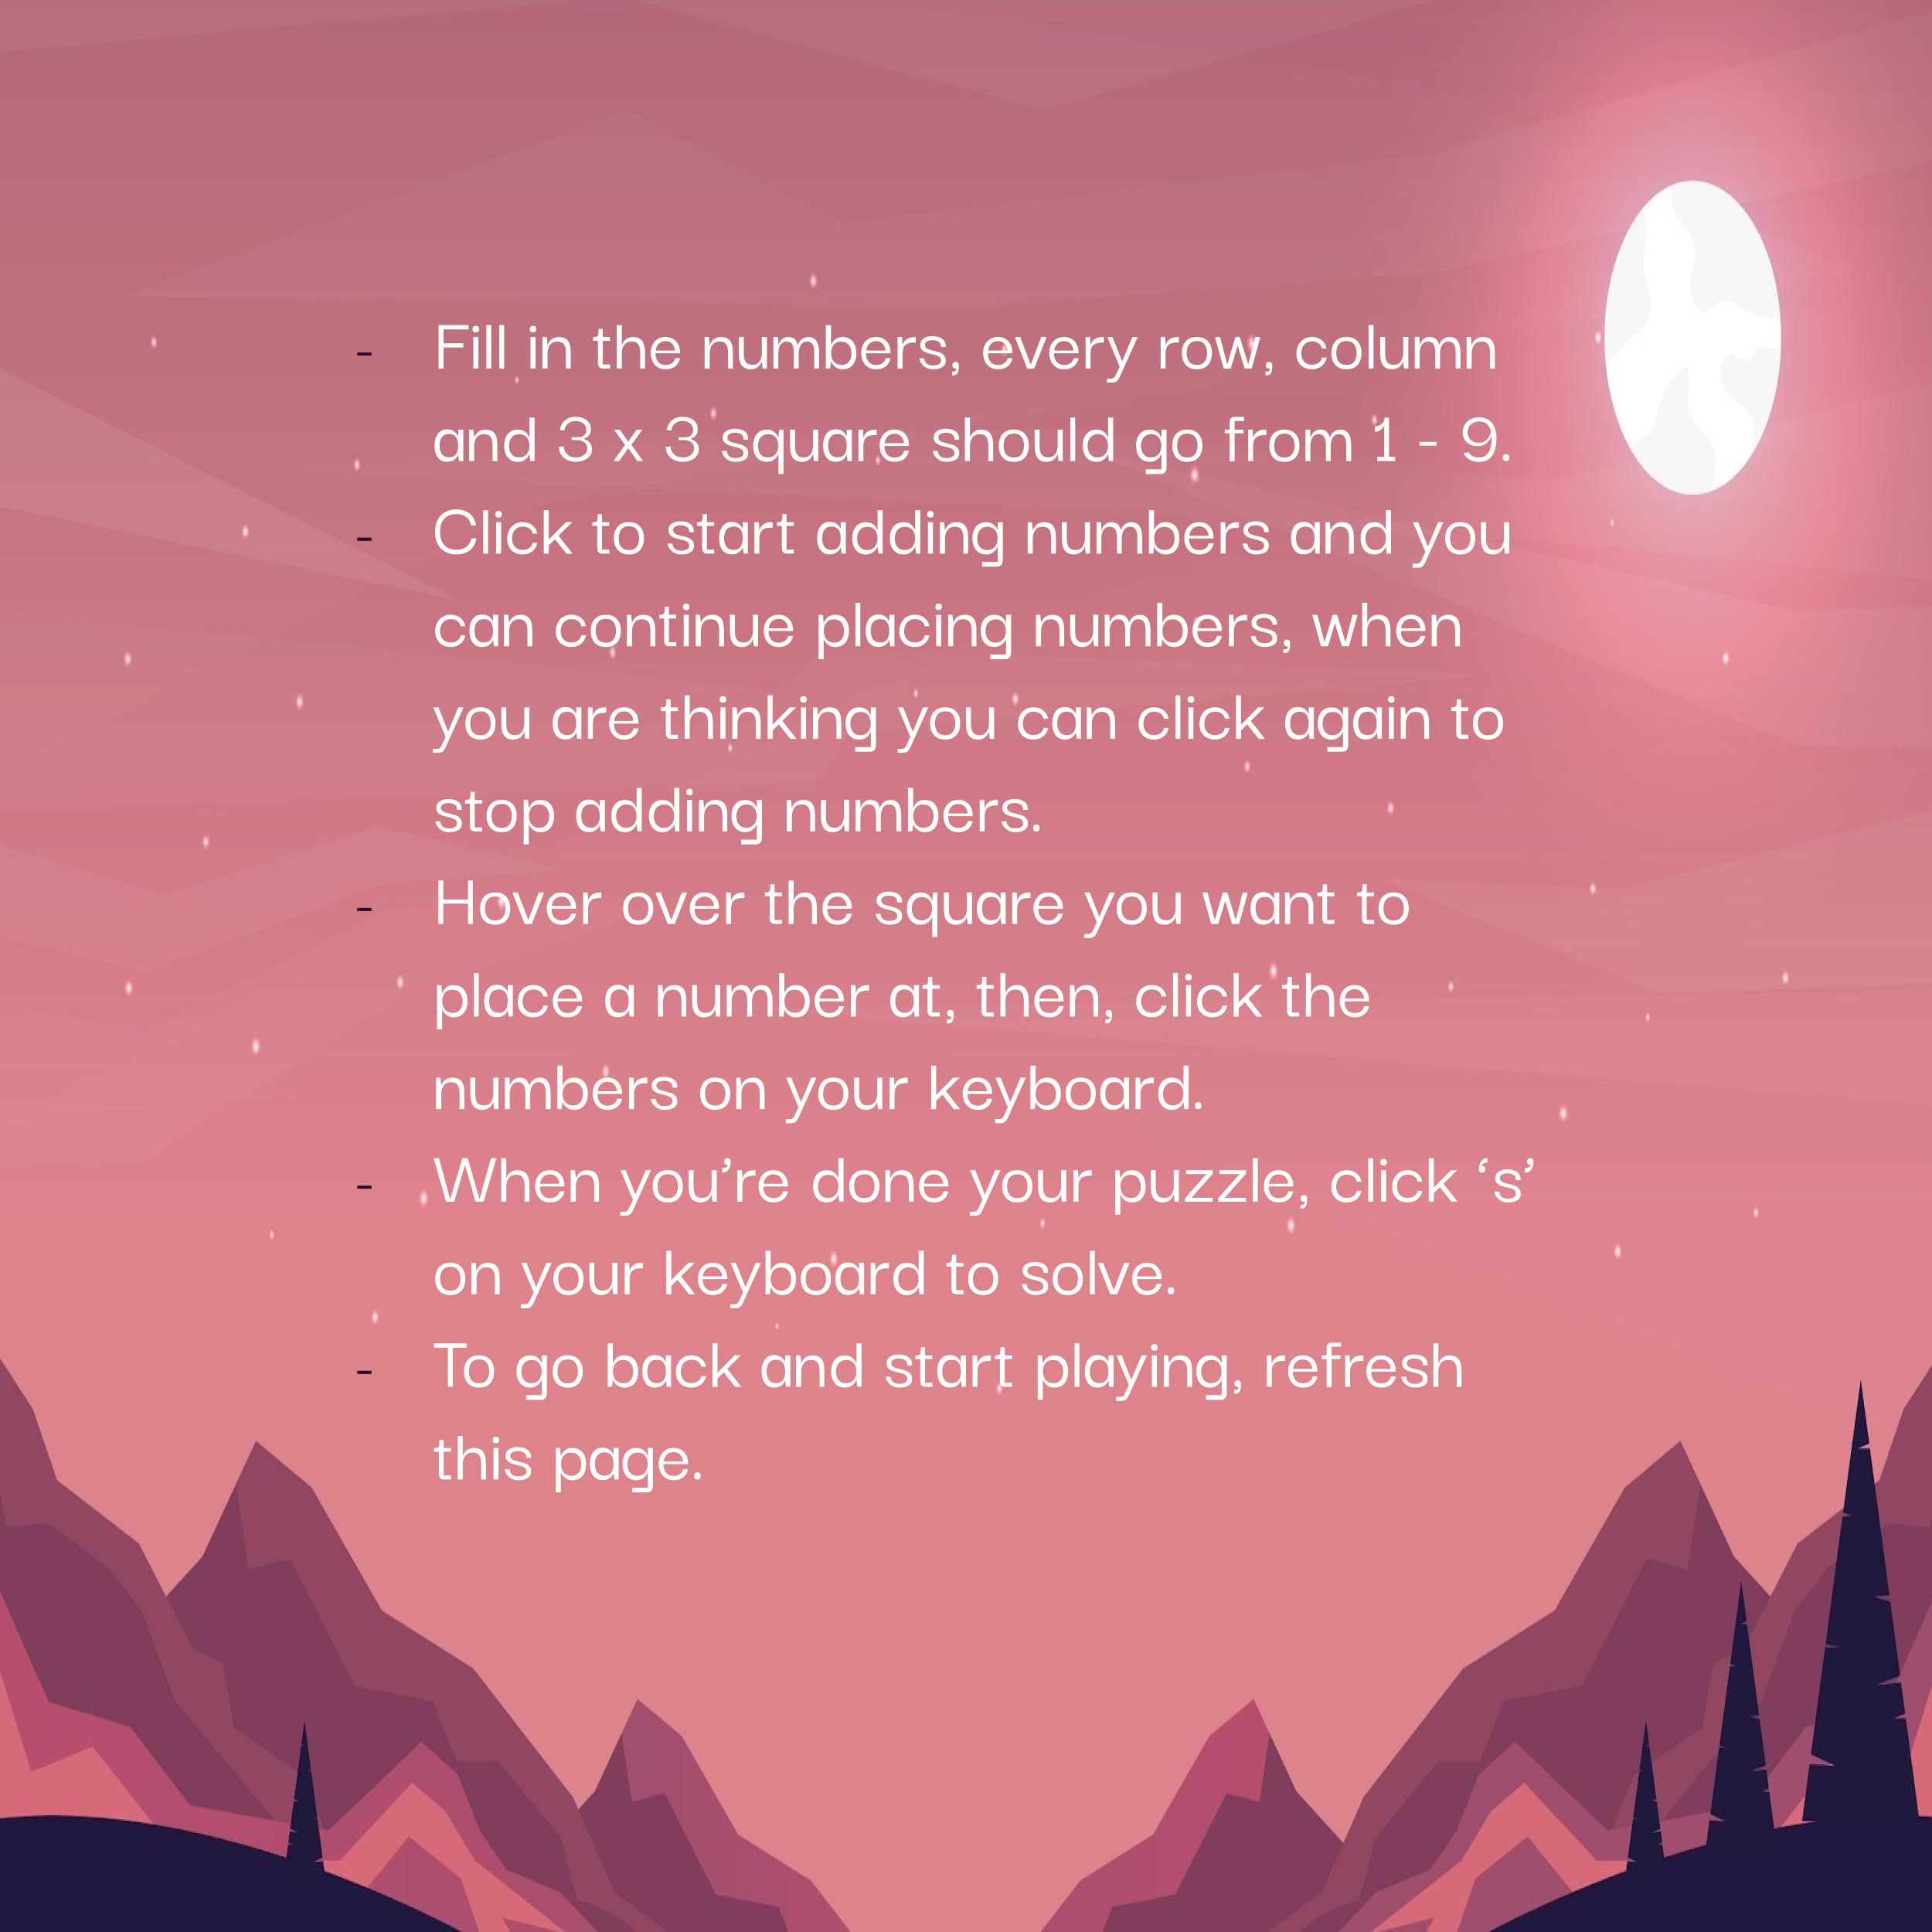 - Fill in the numbers, every row, column
and 3 x 3 square should go from 1 - 9.
- Click to start adding numbers and you
can continue placing numbers, when
you are thinking you can click again to
stop adding numbers.
- Hover over the square you want to
place a number at, then, click the
numbers on your keyboard.
- When you’re done your puzzle, click ‘s’
on your keyboard to solve.
- To go back and start playing, refresh
this page.